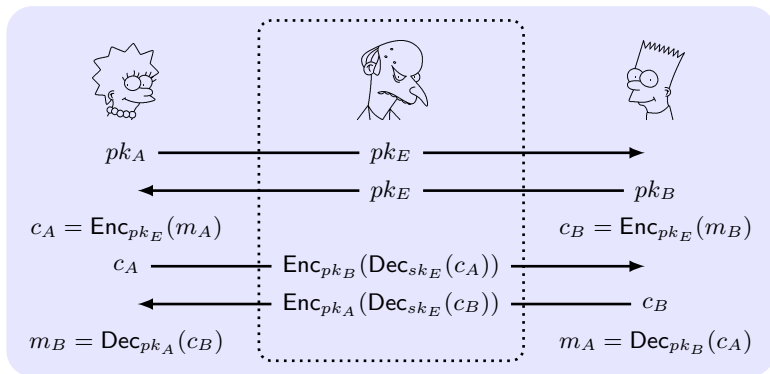 pk_A pk_E
pk_E pk_B
c_A = Enc_{pk_E}(m_A) c_B = Enc_{pk_E}(m_B)
c_A Enc_{pk_B}(Dec_{sk_E}(c_A))
Enc_{pk_A}(Dec_{sk_E}(c_B)) c_B
m_B = Dec_{pk_A}(c_B) m_A = Dec_{pk_B}(c_A)